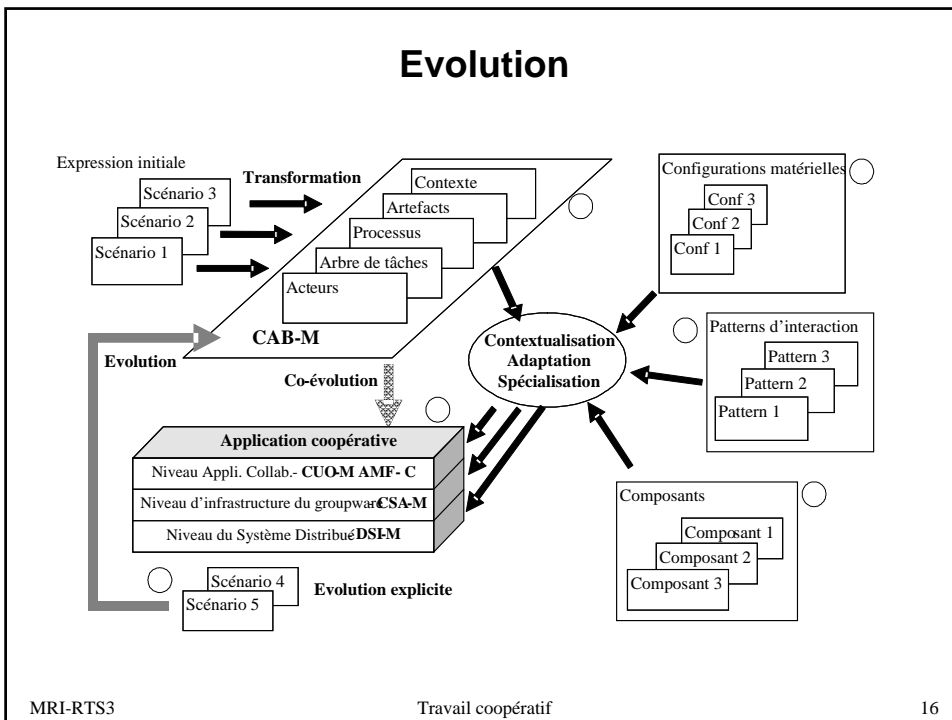 Evolution
Expression initiale
Scénario 3
Scénario 2
Scénario 1
Transformation
Contexte
Artefacts
Processus
Arbre de tâches
Acteurs
CAB-M
Configurations matérielles
Conf 3
Conf 2
Conf 1
Patterns d’interaction
Pattern 3
Pattern 2
Pattern 1
Contextualisation
Adaptation
Spécialisation
Evolution
Co-évolution
Application coopérative
Niveau Appli. Collab.- CUO-M AMF- C
Niveau d’infrastructure du groupware CSA-M
Niveau du Système Distribué DSI-M
Composants
Composant 1
Composant 2
Composant 3
Scénario 4
Scénario 5
Evolution explicite
MRI-RTS3
Travail coopératif
16